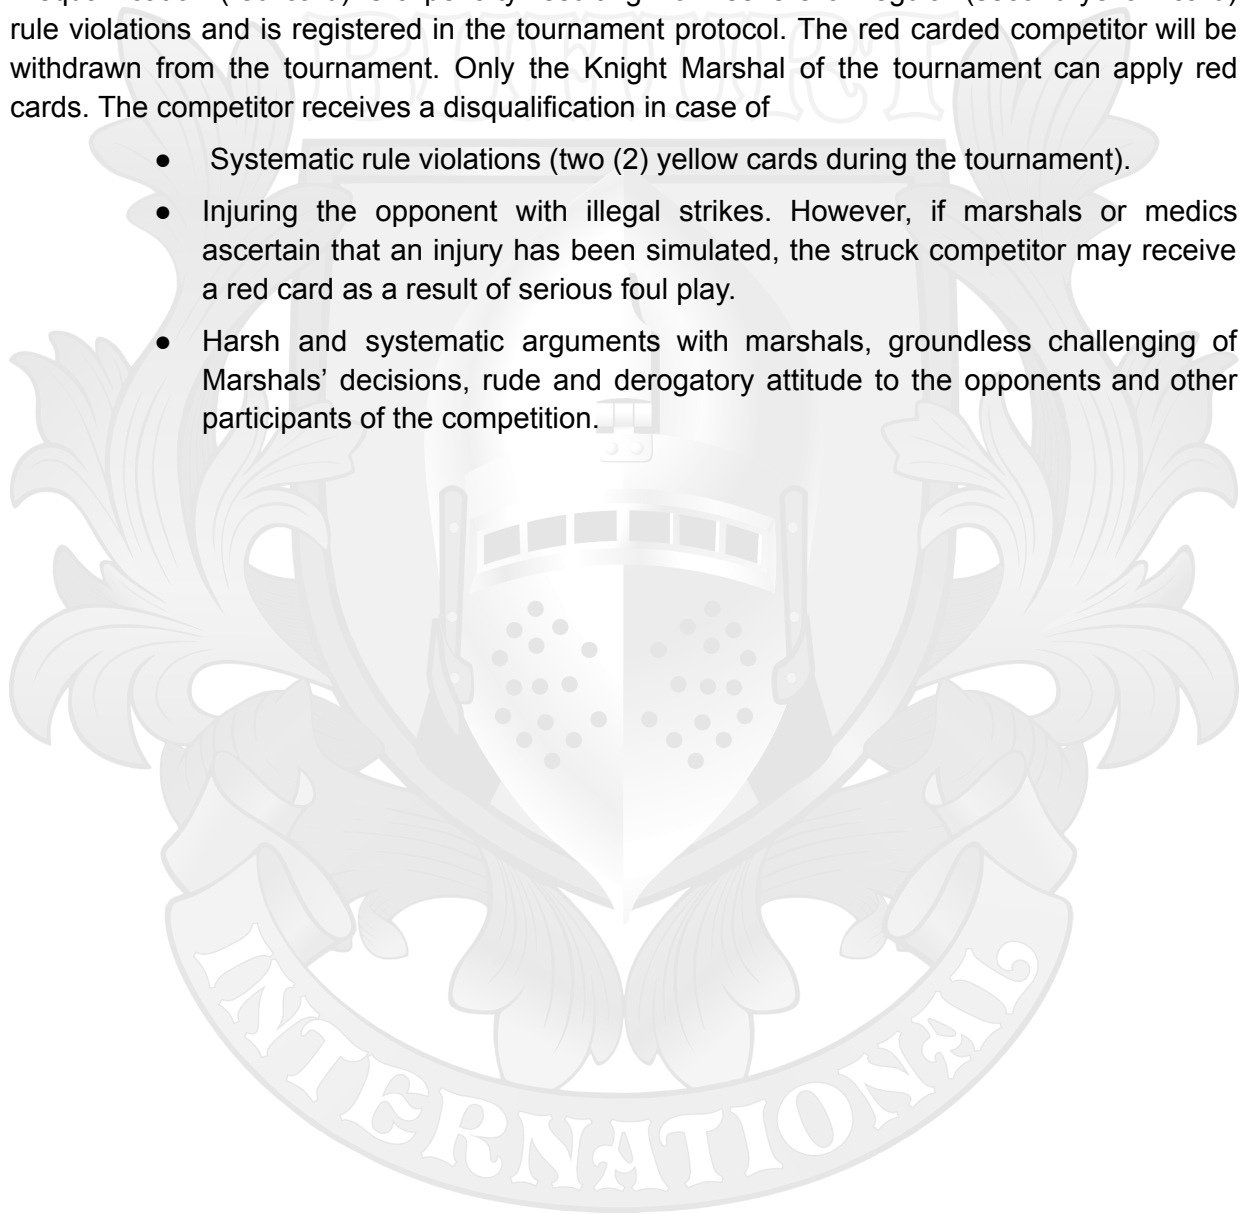 rule violations and is registered in the tournament protocol. The red carded competitor will be
withdrawn from the tournament. Only the Knight Marshal of the tournament can apply red
cards. The competitor receives a disqualification in case of
● Systematic rule violations (two (2) yellow cards during the tournament).
● Injuring the opponent with illegal strikes. However, if marshals or medics
ascertain that an injury has been simulated, the struck competitor may receive
a red card as a result of serious foul play.
● Harsh and systematic arguments with marshals, groundless challenging of
Marshals’ decisions, rude and derogatory attitude to the opponents and other
participants of the competition.
INTERNATIONAL